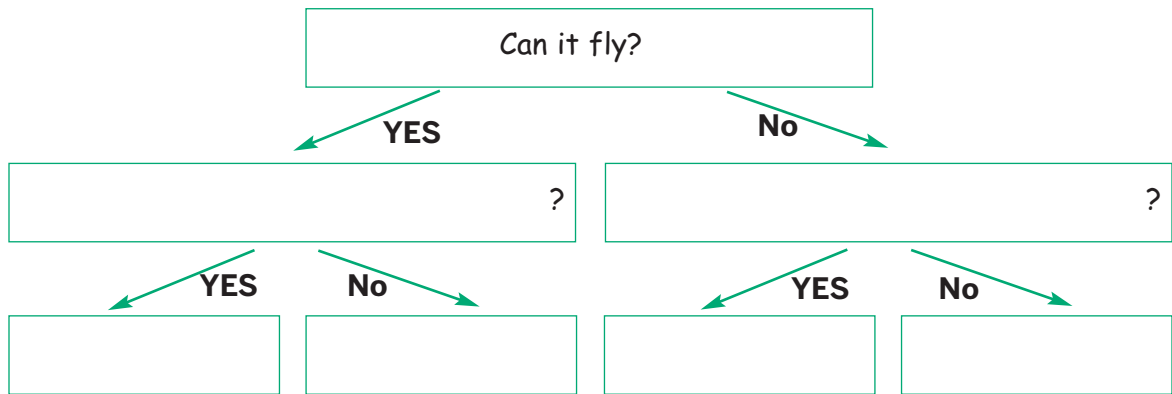 Can it fly?
YES No
? ?
YES No YES No